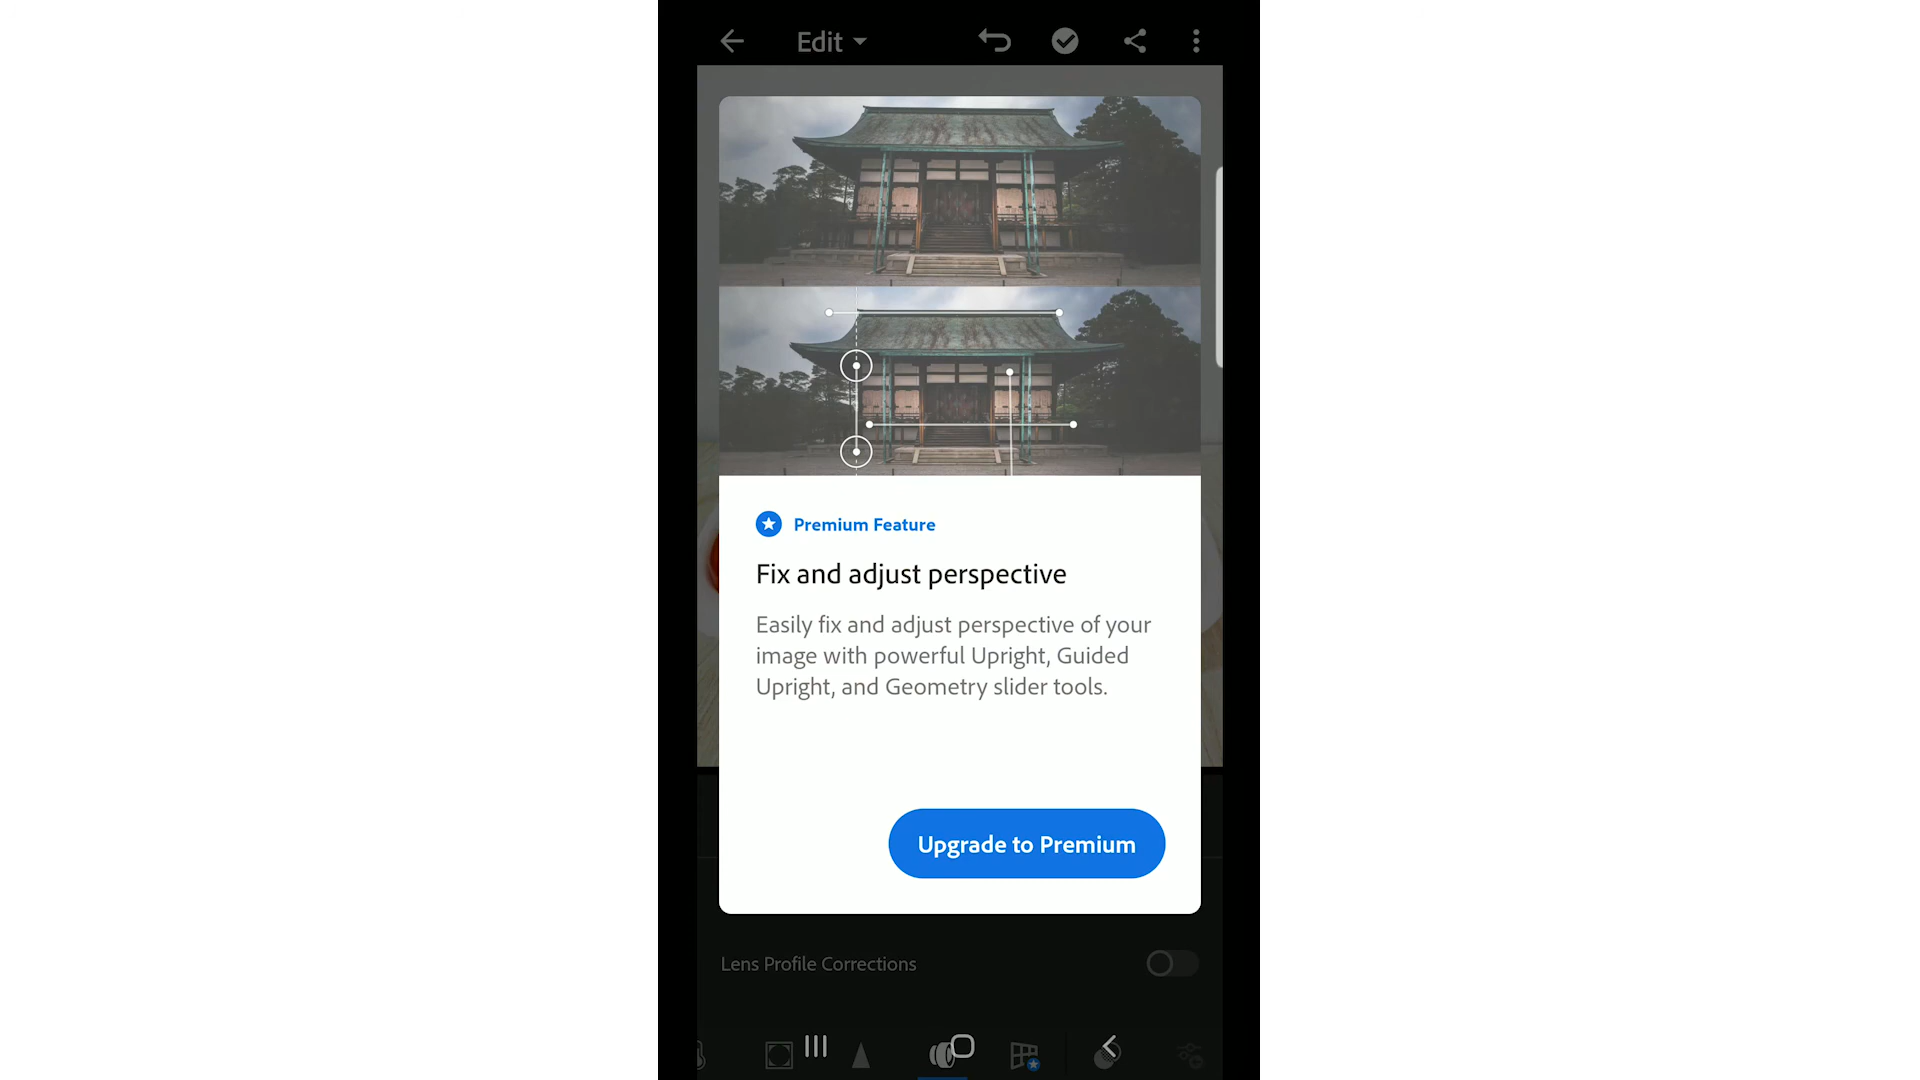 Edit
Premium Feature
Fix and adjust perspective
Easily fix and adjust perspective of your
image with powerful Upright, Guided
Upright, and Geometry slider tools.
Upgrade to Premium
Lens Profile Corrections